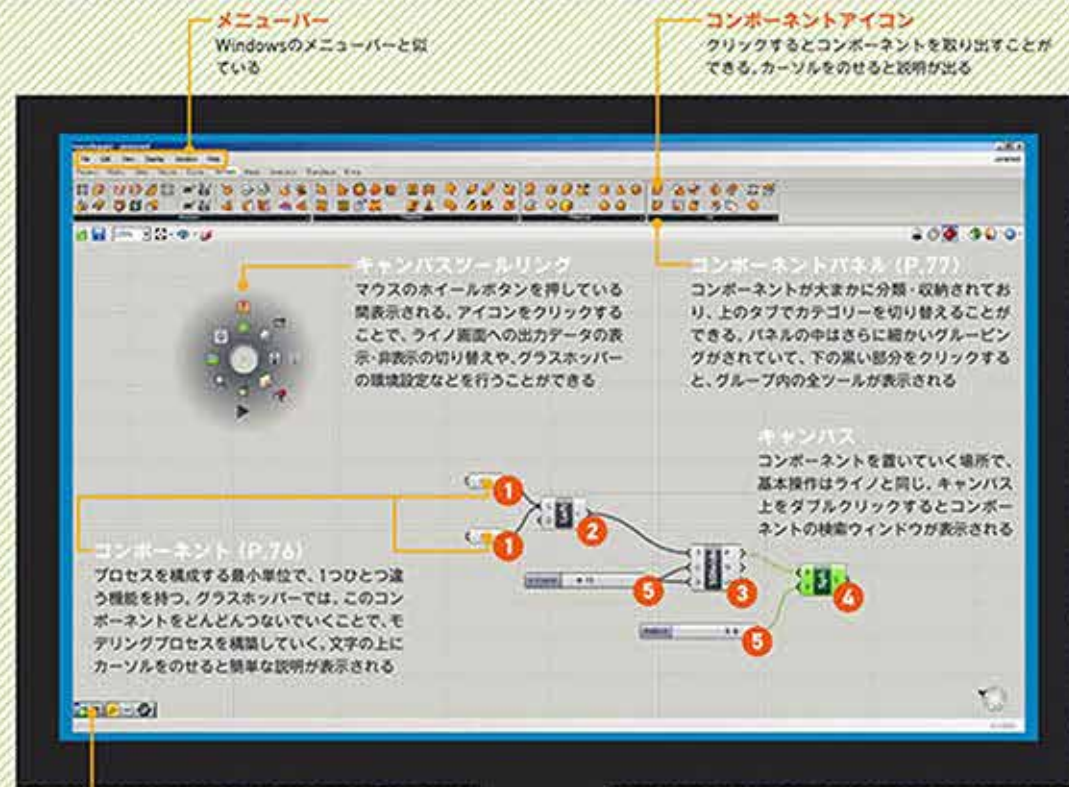 メニューバー
Windowsのメニューバーと似
ている
コンポーネントアイコン
クリックするとコンポーネントを取り出すことが
できる。カーソルをのせると説明が出る
File Edit View Display Solution Help
キャンバスツールリング
マウスのホイールボタンを押している
間表示される。アイコンをクリックする
ことで、ライノ画面への出力データの表
示・非表示の切り替えや、グラスホッパー
の環境設定などを行うことができる
コンポーネントパネル (P.77)
コンポーネントが大まかに分類・収納されてお
り、上のタブでカテゴリーを切り替えることが
できる。パネルの中はさらに細かいグルーピン
グがされていて、下の黒い部分をクリックする
と、グループ内の全ツールが表示される
キャンバス
コンポーネントを置いていく場所で、
基本操作はライノと同じ。キャンバス
上をダブルクリックするとコンポー
ネントの検索ウィンドウが表示される
1
1
2
3
4
5
5
コンポーネント (P.76)
プロセスを構成する最小単位で、1つひとつ違
う機能を持つ。グラスホッパーでは、このコン
ポーネントをどんどんつないでいくことで、モ
デリングプロセスを構築していく。文字の上に
カーソルをのせると簡単な説明が表示される